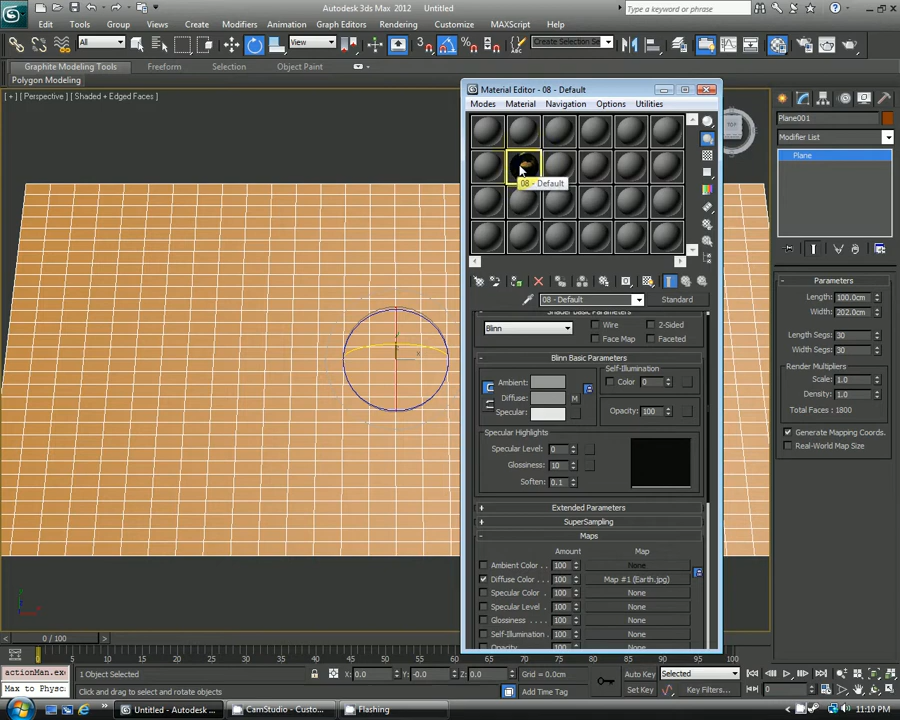 Autodesk 3ds Max 2012    Untitled
Type a keyword or phrase
Edit Tools Group Views Create Modifiers Animation Graph Editors Rendering Customize MAXScript Help
All View Create Selection Se
Graphite Modeling Tools Freeform Selection Object Paint
Polygon Modeling
[ + ] [ Perspective ] [ Shaded + Edged Faces ]
TOP
Material Editor - 08 - Default
Modes Material Navigation Options Utilities
08 - Default
08 - Default Standard
Shader Basic Parameters
Blinn Wire 2-Sided
Face Map Faceted
Blinn Basic Parameters
Self-Illumination
Ambient: Color 0
Diffuse: M
Specular: Opacity: 100
Specular Highlights
Specular Level: 0
Glossiness: 10
Soften: 0.1
Extended Parameters
SuperSampling
Maps
Amount Map
Ambient Color . . 100 None
Diffuse Color . . . 100 Map #1 (Earth.jpg)
Specular Color . . 100 None
Specular Level . . 100 None
Glossiness . . . . 100 None
Self-Illumination . 100 None
Opacity 100 None
Plane001
Modifier List
Plane
Parameters
Length: 100.0cm
Width: 202.0cm
Length Segs: 30
Width Segs: 30
Render Multipliers
Scale: 1.0
Density: 1.0
Total Faces : 1800
Generate Mapping Coords.
Real-World Map Size
x
x
0 / 100
0 5 10 15 20 25 30 35 40 45 50 55 60 65 70 75 80 85 90 95 100
actionMan.ex 1 Object Selected X: 0.0 Y: -0.0 Z: 0.0 Grid = 0.0cm Auto Key Selected
Max to Physc Click and drag to select and rotate objects Add Time Tag Set Key Key Filters... 0
Untitled - Autodesk ... CamStudio - Custo... Flashing 11:10 PM